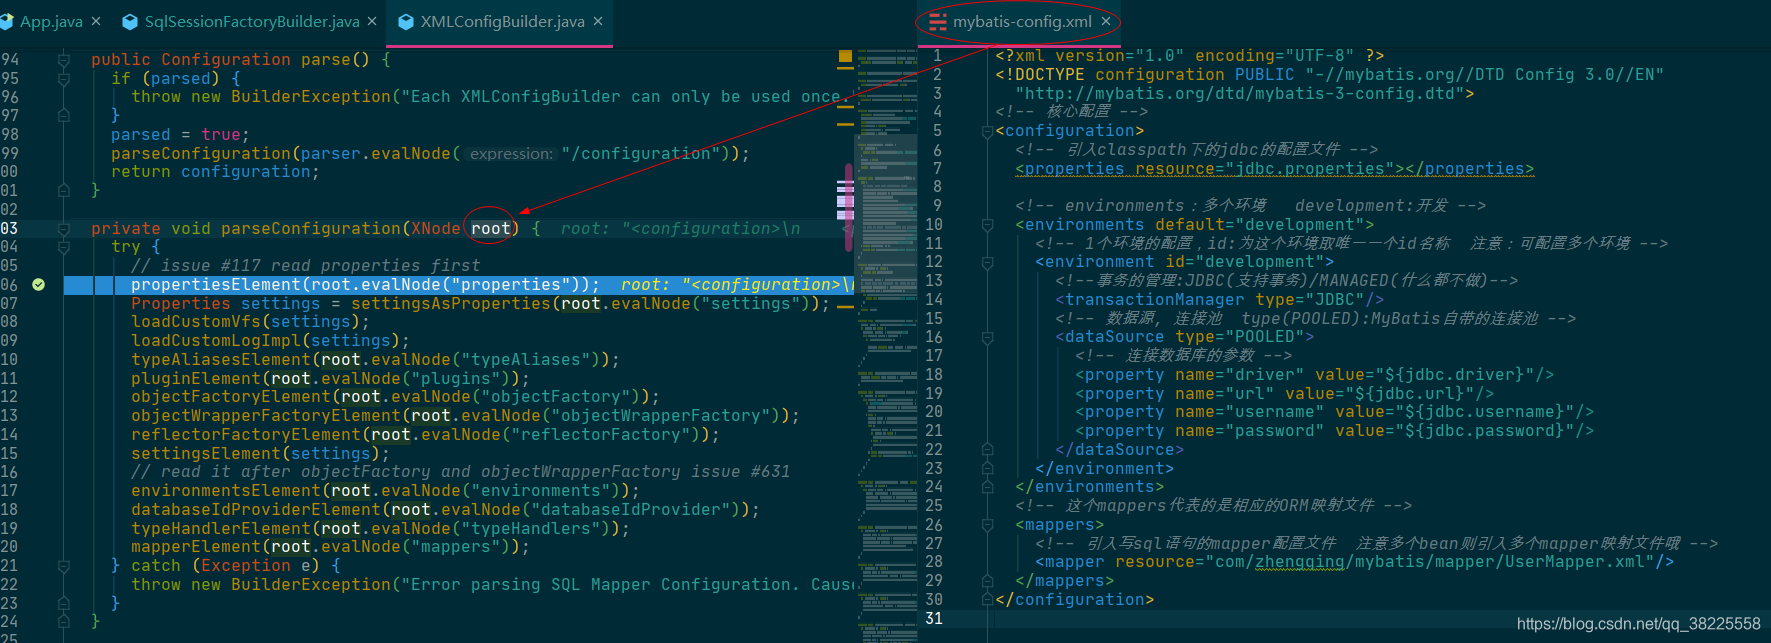 App.java ×
SqlSessionFactoryBuilder.java ×
XMLConfigBuilder.java ×
94 public Configuration parse() {
95 if (parsed) {
96 throw new BuilderException("Each XMLConfigBuilder can only be used once.
97 }
98 parsed = true;
99 parseConfiguration(parser.evalNode( expression: "/configuration"));
00 return configuration;
01 }
02
03 private void parseConfiguration(XNode root) { root: "<configuration>\n
04 try {
05 // issue #117 read properties first
06 propertiesElement(root.evalNode("properties")); root: "<configuration>\n
07 Properties settings = settingsAsProperties(root.evalNode("settings"));
08 loadCustomVfs(settings);
09 loadCustomLogImpl(settings);
10 typeAliasesElement(root.evalNode("typeAliases"));
11 pluginElement(root.evalNode("plugins"));
12 objectFactoryElement(root.evalNode("objectFactory"));
13 objectWrapperFactoryElement(root.evalNode("objectWrapperFactory"));
14 reflectorFactoryElement(root.evalNode("reflectorFactory"));
15 settingsElement(settings);
16 // read it after objectFactory and objectWrapperFactory issue #631
17 environmentsElement(root.evalNode("environments"));
18 databaseIdProviderElement(root.evalNode("databaseIdProvider"));
19 typeHandlerElement(root.evalNode("typeHandlers"));
20 mapperElement(root.evalNode("mappers"));
21 } catch (Exception e) {
22 throw new BuilderException("Error parsing SQL Mapper Configuration. Cause
23 }
24 }
25
mybatis-config.xml ×
1 <?xml version="1.0" encoding="UTF-8" ?>
2 <!DOCTYPE configuration PUBLIC "-//mybatis.org//DTD Config 3.0//EN"
3 "http://mybatis.org/dtd/mybatis-3-config.dtd">
4 <!-- 核心配置 -->
5 <configuration>
6 <!-- 引入classpath下的jdbc的配置文件 -->
7 <properties resource="jdbc.properties"></properties>
8
9 <!-- environments：多个环境 development:开发 -->
10 <environments default="development">
11 <!-- 1个环境的配置，id:为这个环境取唯一一个id名称 注意：可配置多个环境 -->
12 <environment id="development">
13 <!--事务的管理:JDBC(支持事务)/MANAGED(什么都不做)-->
14 <transactionManager type="JDBC"/>
15 <!-- 数据源, 连接池 type(POOLED):MyBatis自带的连接池 -->
16 <dataSource type="POOLED">
17 <!-- 连接数据库的参数 -->
18 <property name="driver" value="${jdbc.driver}"/>
19 <property name="url" value="${jdbc.url}"/>
20 <property name="username" value="${jdbc.username}"/>
21 <property name="password" value="${jdbc.password}"/>
22 </dataSource>
23 </environment>
24 </environments>
25 <!-- 这个mappers代表的是相应的ORM映射文件 -->
26 <mappers>
27 <!-- 引入写sql语句的mapper配置文件 注意多个bean则引入多个mapper映射文件哦 -->
28 <mapper resource="com/zhengqing/mybatis/mapper/UserMapper.xml"/>
29 </mappers>
30 </configuration>
31
https://blog.csdn.net/qq_38225558